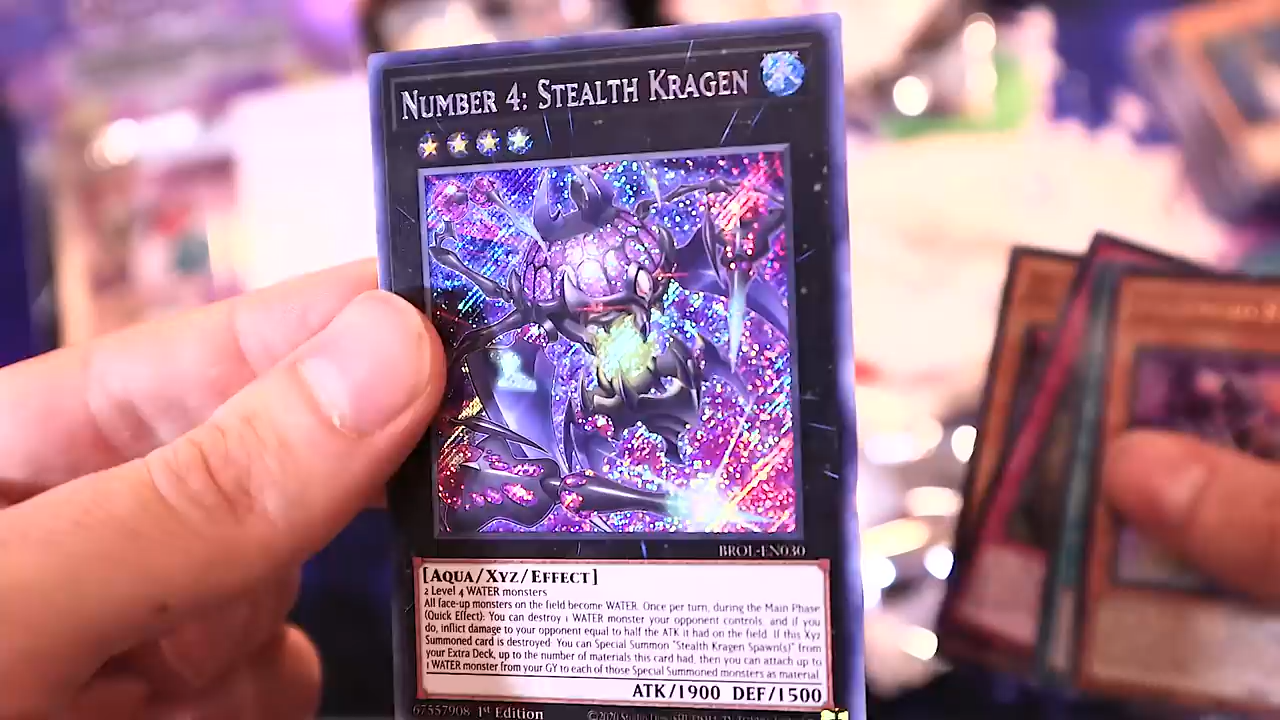 NUMBER 4: STEALTH KRAGEN
BROL-EN030
[AQUA/XYZ/EFFECT]
2 Level 4 WATER monsters
All face-up monsters on the field become WATER. Once per turn, during the Main Phase
(Quick Effect): You can destroy 1 WATER monster your opponent controls, and if you
do, inflict damage to your opponent equal to half the ATK it had on the field. If this Xyz
Summoned card is destroyed: You can Special Summon "Stealth Kragen Spawn(s)" from
your Extra Deck, up to the number of materials this card had, then you can attach up to
1 WATER monster from your GY to each of those Special Summoned monsters as material.
ATK/1900 DEF/1500
67557908 1st Edition
©2020